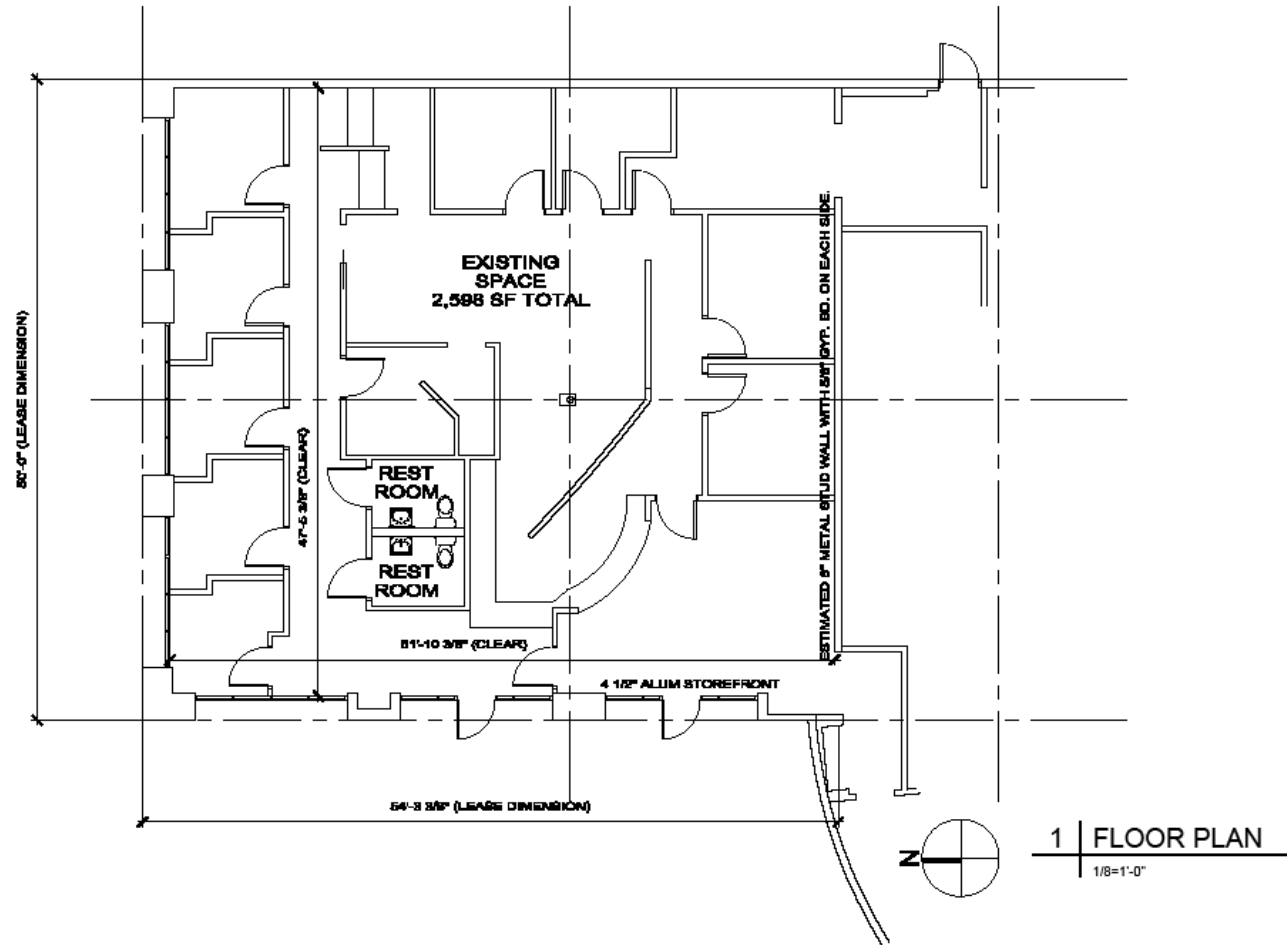 EXISTING
SPACE
2,598 SF TOTAL
50'-0" (LEASE DIMENSION)
47'-5 3/8" (CLEAR)
ESTIMATED 6" METAL STUD WALL WITH 5/8" GYP. BD. ON EACH SIDE.
REST
ROOM
REST
ROOM
51'-10 3/8" (CLEAR)
4 1/2" ALUM STOREFRONT
54'-3 3/8" (LEASE DIMENSION)
N
1 FLOOR PLAN
1/8=1'-0"